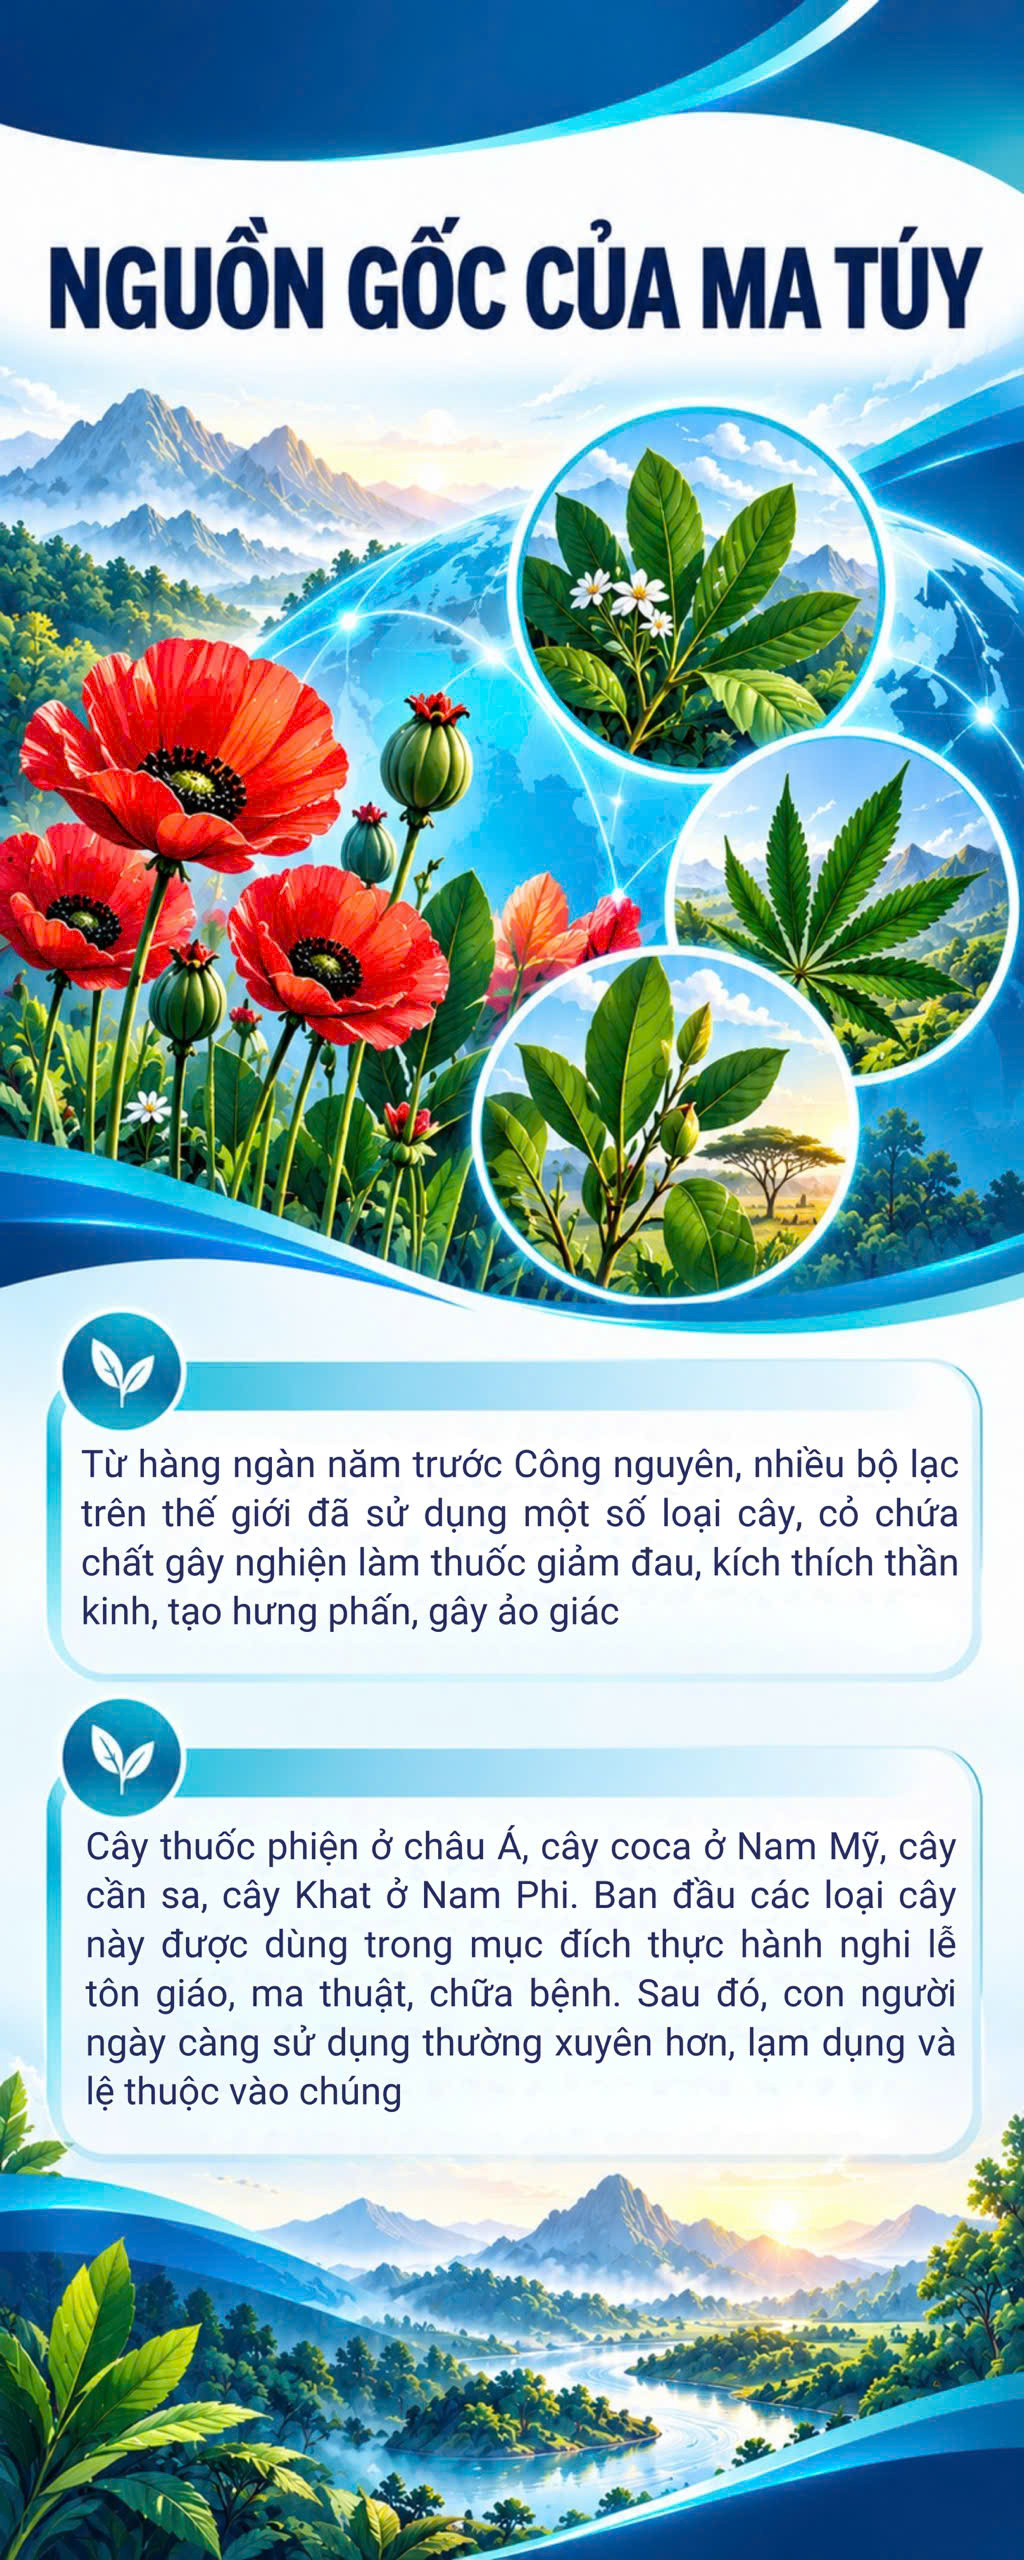 NGUỒN GỐC CỦA MA TÚY
Từ hàng ngàn năm trước Công nguyên, nhiều bộ lạc
trên thế giới đã sử dụng một số loại cây, cỏ chứa
chất gây nghiện làm thuốc giảm đau, kích thích thần
kinh, tạo hưng phấn, gây ảo giác
Cây thuốc phiện ở châu Á, cây coca ở Nam Mỹ, cây
cần sa, cây Khat ở Nam Phi. Ban đầu các loại cây
này được dùng trong mục đích thực hành nghi lễ
tôn giáo, ma thuật, chữa bệnh. Sau đó, con người
ngày càng sử dụng thường xuyên hơn, lạm dụng và
lệ thuộc vào chúng